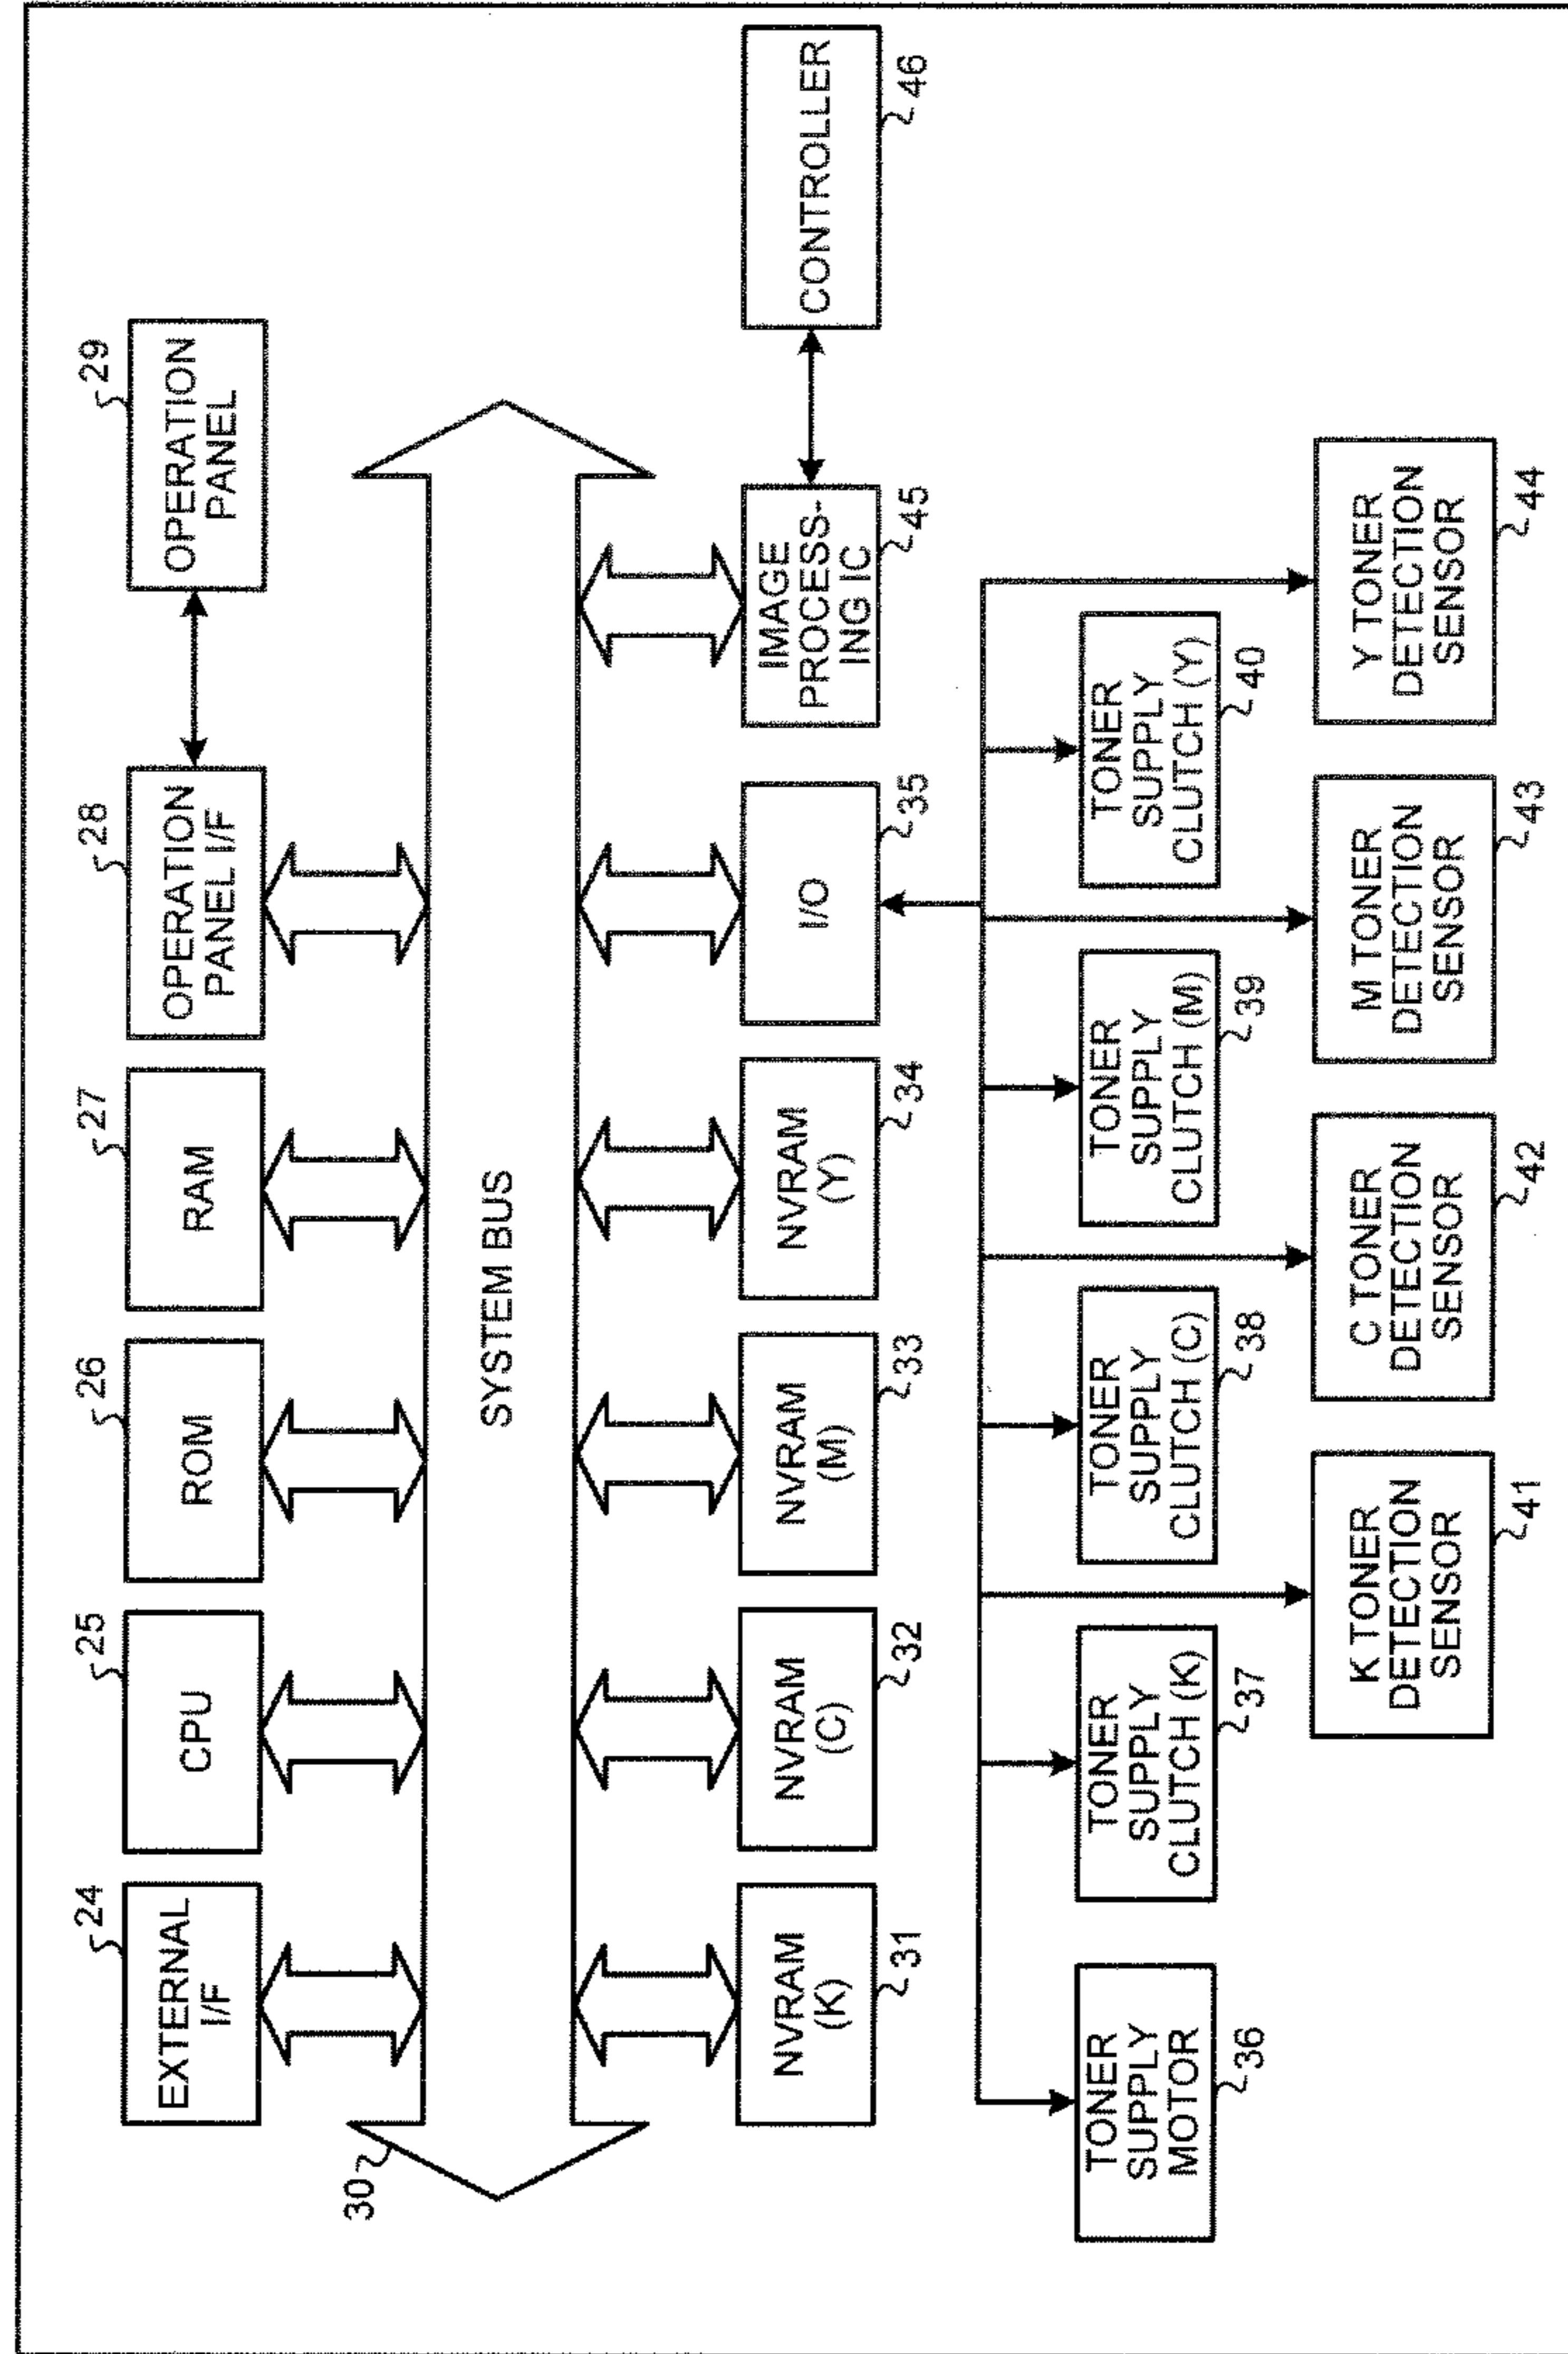 24
EXTERNAL
I/F
25
CPU
26
ROM
27
RAM
28
OPERATION
PANEL I/F
29
OPERATION
PANEL
30
SYSTEM BUS
NVRAM
(K)
31
NVRAM
(C)
32
NVRAM
(M)
33
NVRAM
(Y)
34
I/O
35
IMAGE
PROCESS-
ING IC
45
CONTROLLER
46
TONER
SUPPLY
MOTOR
36
TONER
SUPPLY
CLUTCH (K)
37
TONER
SUPPLY
CLUTCH (C)
38
TONER
SUPPLY
CLUTCH (M)
39
TONER
SUPPLY
CLUTCH (Y)
40
K TONER
DETECTION
SENSOR
41
C TONER
DETECTION
SENSOR
42
M TONER
DETECTION
SENSOR
43
Y TONER
DETECTION
SENSOR
44